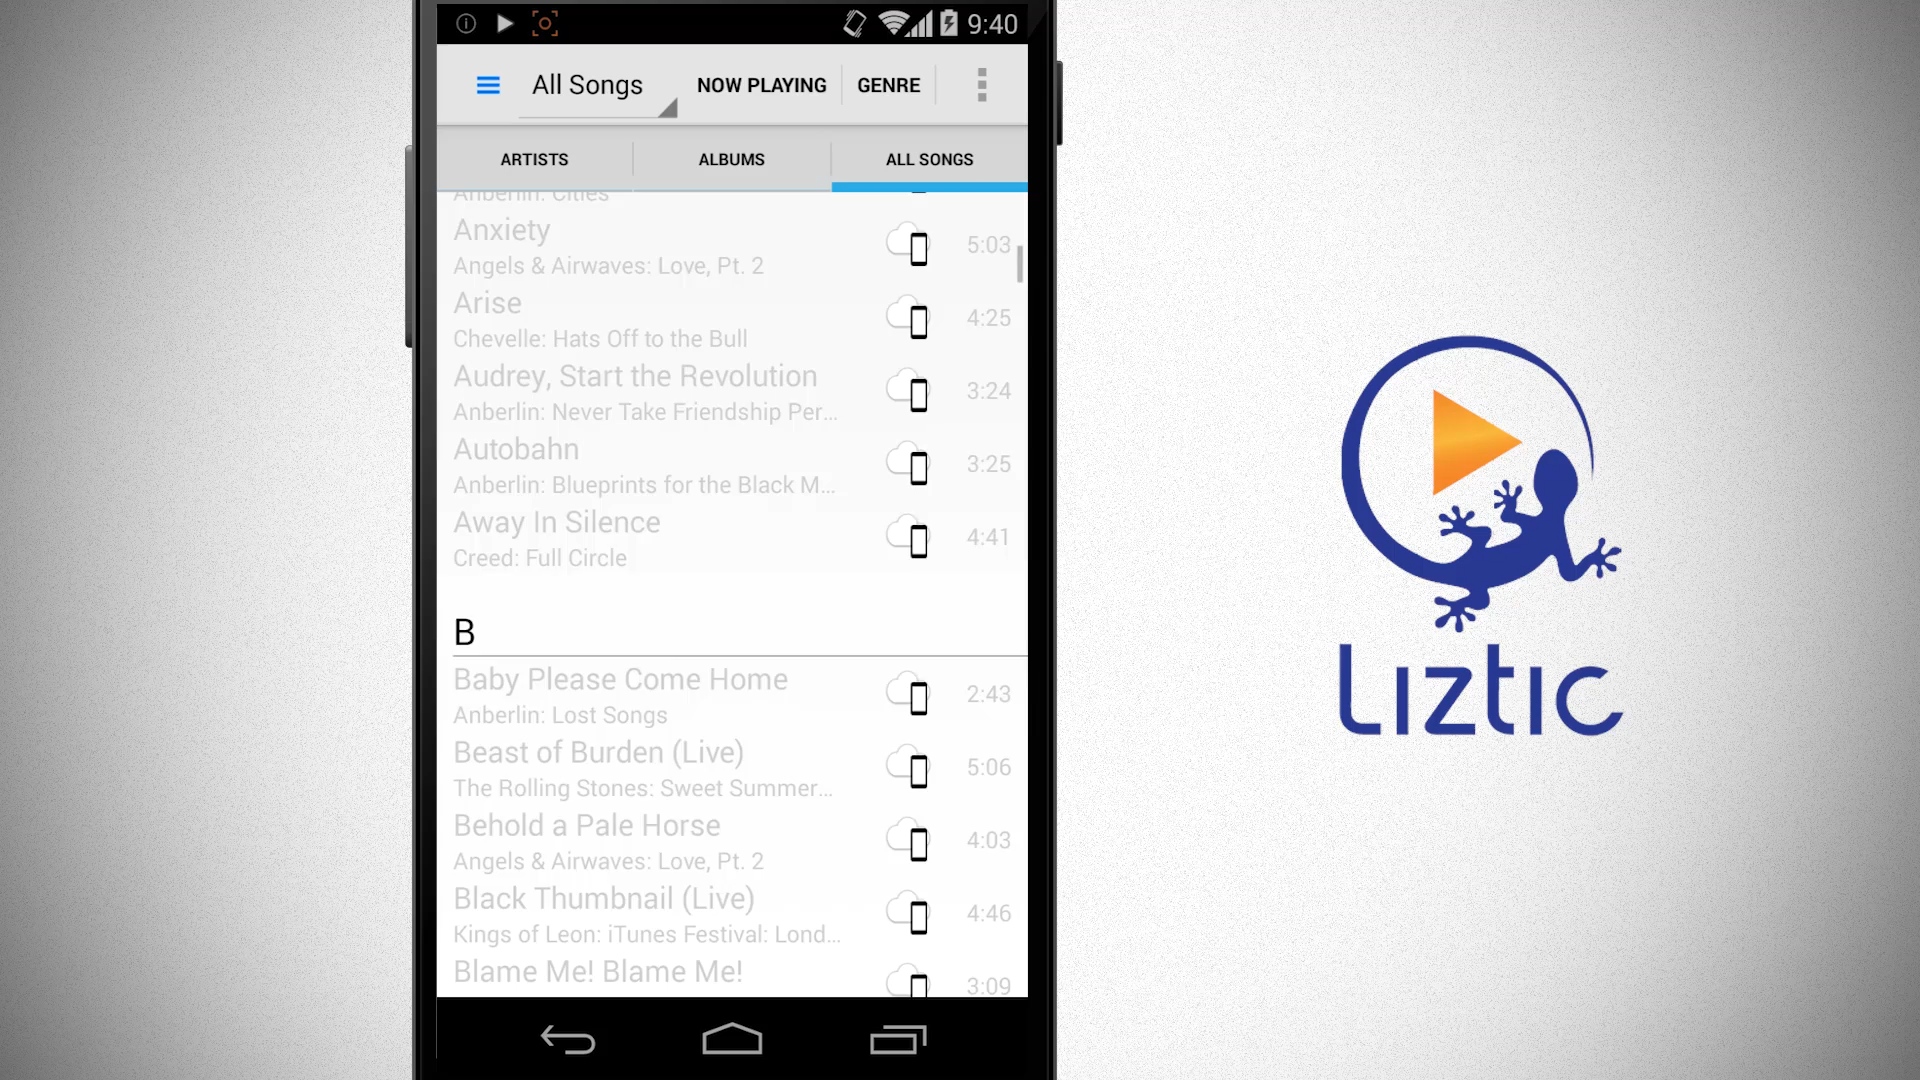 9:40
All Songs
NOW PLAYING
GENRE
ARTISTS
ALBUMS
ALL SONGS
Anberlin: Cities
Anxiety
5:03
Angels & Airwaves: Love, Pt. 2
Arise
4:25
Chevelle: Hats Off to the Bull
Audrey, Start the Revolution
3:24
Anberlin: Never Take Friendship Per...
Autobahn
3:25
Anberlin: Blueprints for the Black M...
Away In Silence
4:41
Creed: Full Circle
B
Baby Please Come Home
2:43
Anberlin: Lost Songs
Beast of Burden (Live)
5:06
The Rolling Stones: Sweet Summer...
Behold a Pale Horse
4:03
Angels & Airwaves: Love, Pt. 2
Black Thumbnail (Live)
4:46
Kings of Leon: iTunes Festival: Lond...
Blame Me! Blame Me!
3:09
Liztic